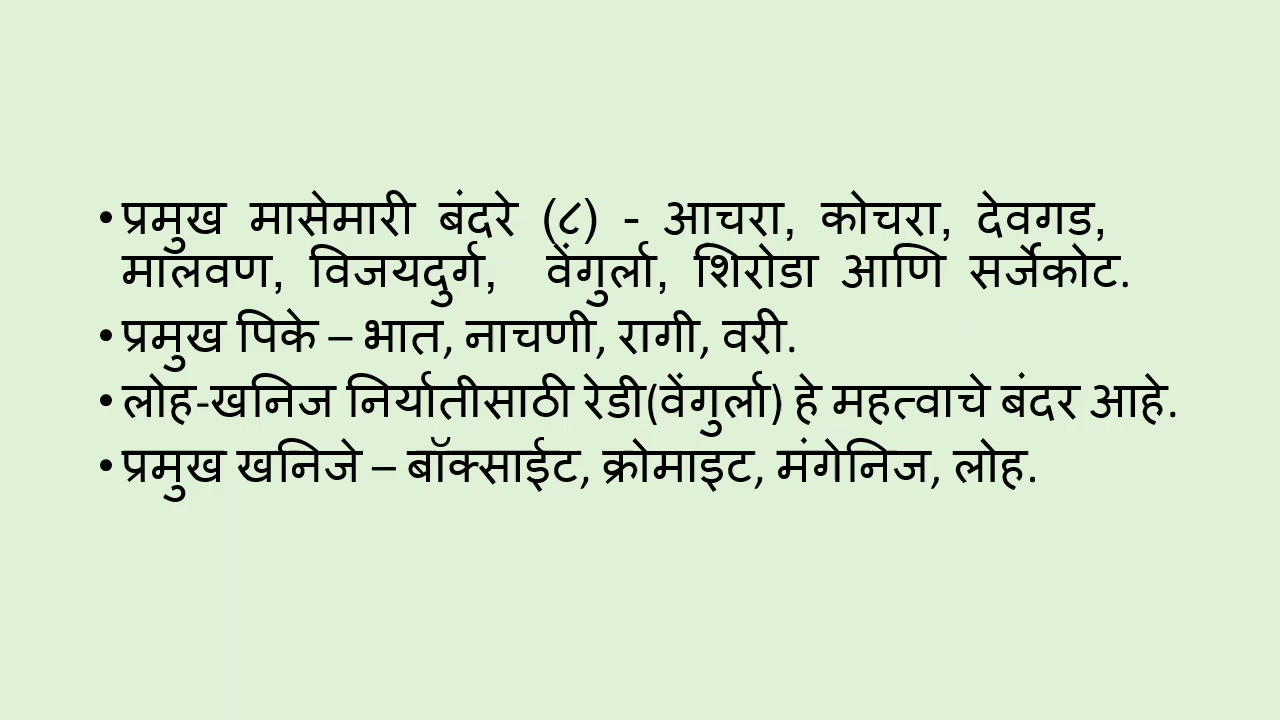 • प्रमुख मासेमारी बंदरे (८) - आचरा, कोचरा, देवगड,
मालवण, विजयदुर्ग, वेंगुर्ला, शिरोडा आणि सर्जेकोट.
• प्रमुख पिके – भात, नाचणी, रागी, वरी.
• लोह-खनिज निर्यातीसाठी रेडी(वेंगुर्ला) हे महत्वाचे बंदर आहे.
• प्रमुख खनिजे – बॉक्साईट, क्रोमाइट, मंगेनिज, लोह.